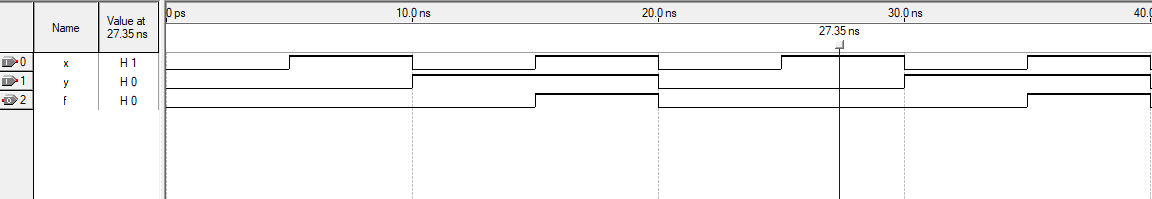 Name
Value at
27.35 ns
0 ps
10.0 ns
20.0 ns
30.0 ns
40.0
27.35 ns
0 x H 1
1 y H 0
2 f H 0